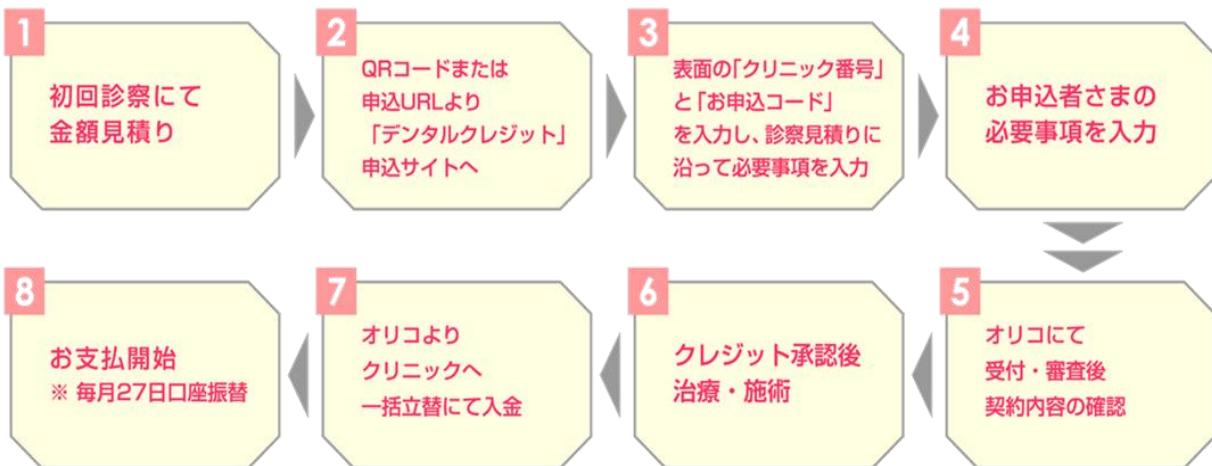 1
初回診察にて
金額見積り
2
QRコードまたは
申込URLより
「デンタルクレジット」
申込サイトへ
3
表面の「クリニック番号」
と「お申込コード」
を入力し、診察見積りに
沿って必要事項を入力
4
お申込者さまの
必要事項を入力
5
オリコにて
受付・審査後
契約内容の確認
6
クレジット承認後
治療・施術
7
オリコより
クリニックへ
一括立替にて入金
8
お支払開始
※ 毎月27日口座振替